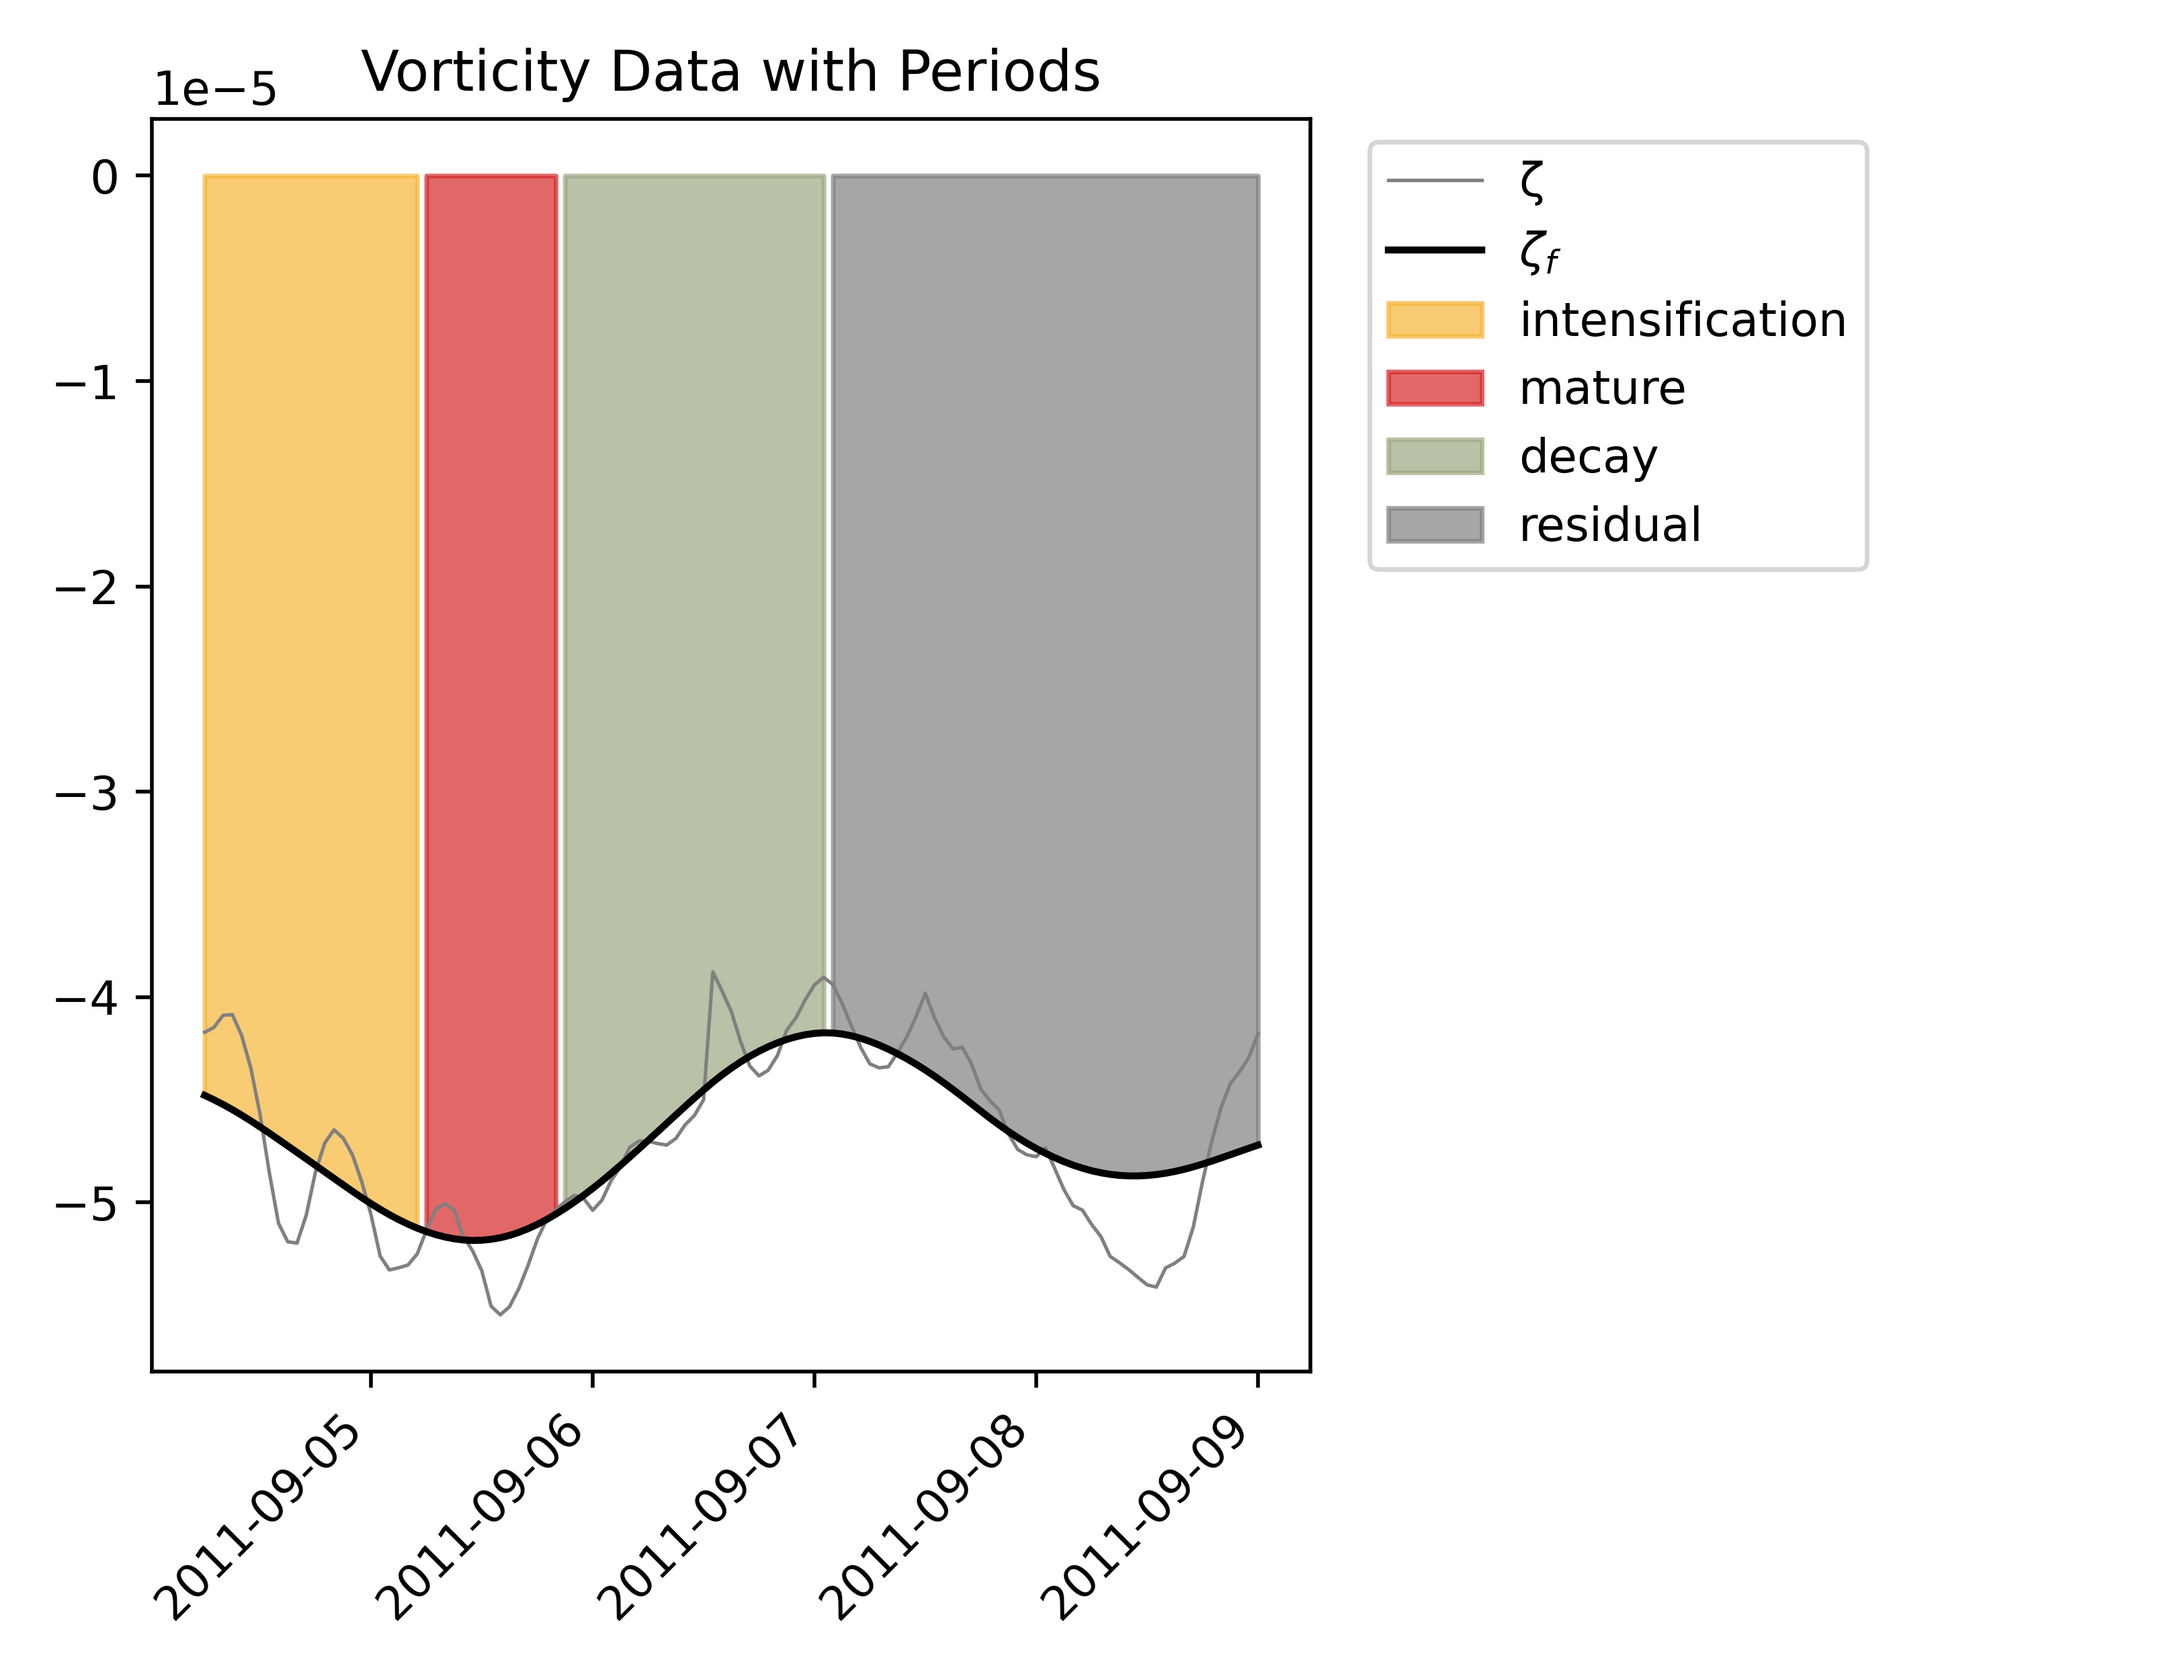 Vorticity Data with Periods
1e−5
0
−1
−2
−3
−4
−5
2011-09-05
2011-09-06
2011-09-07
2011-09-08
2011-09-09
ζ
ζf
intensification
mature
decay
residual